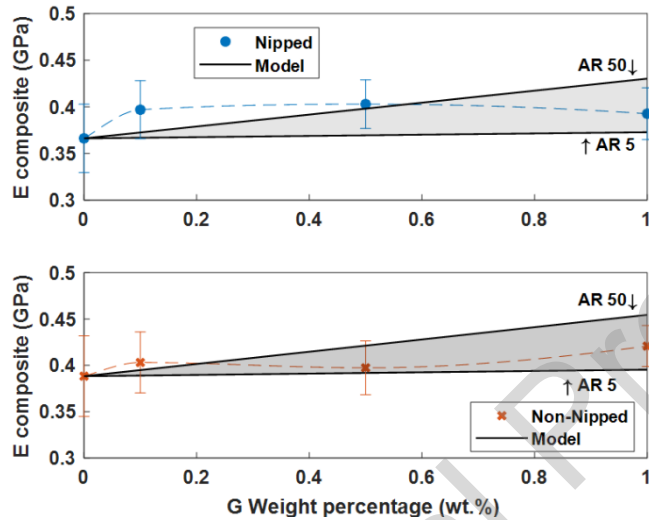 0.5
0.45
0.4
0.35
0.3
E composite (GPa)
Nipped
Model
AR 50↓
↑ AR 5
0 0.2 0.4 0.6 0.8 1
0.5
0.45
0.4
0.35
0.3
E composite (GPa)
AR 50↓
↑ AR 5
Non-Nipped
Model
0 0.2 0.4 0.6 0.8 1
G Weight percentage (wt.%)